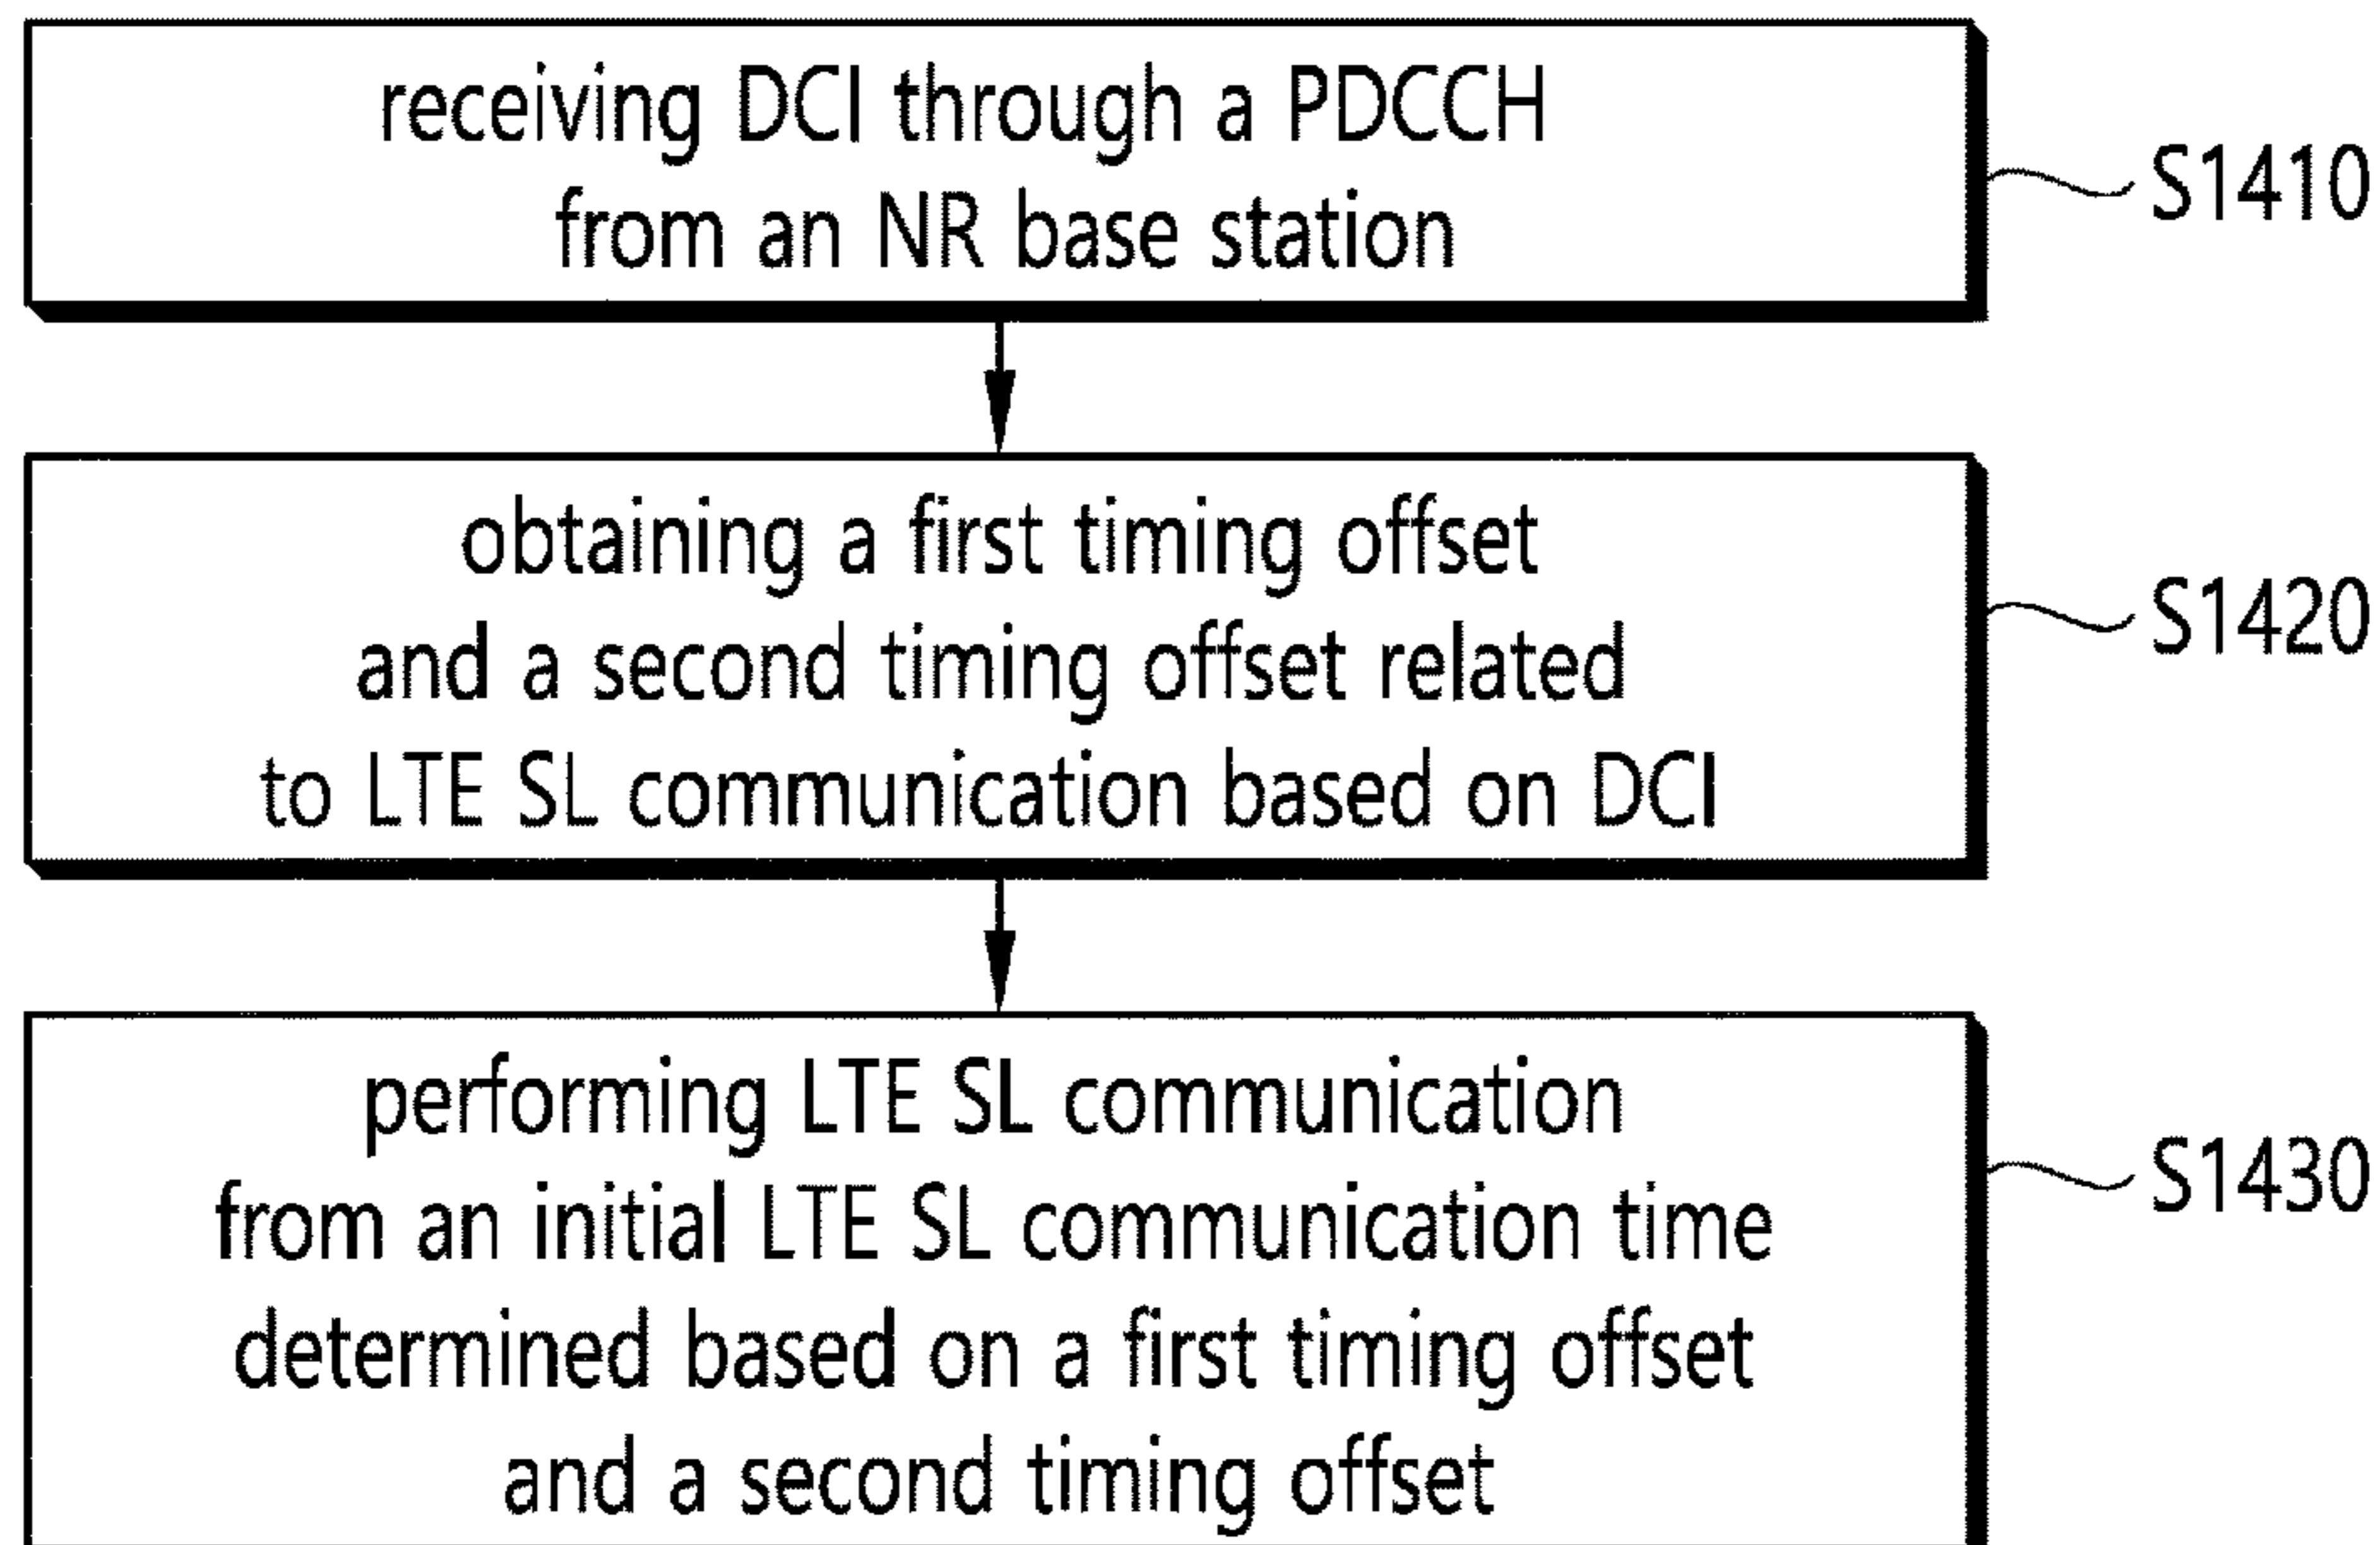 receiving DCI through a PDCCH
from an NR base station
S1410
obtaining a first timing offset
and a second timing offset related
to LTE SL communication based on DCI
S1420
performing LTE SL communication
from an initial LTE SL communication time
determined based on a first timing offset
and a second timing offset
S1430